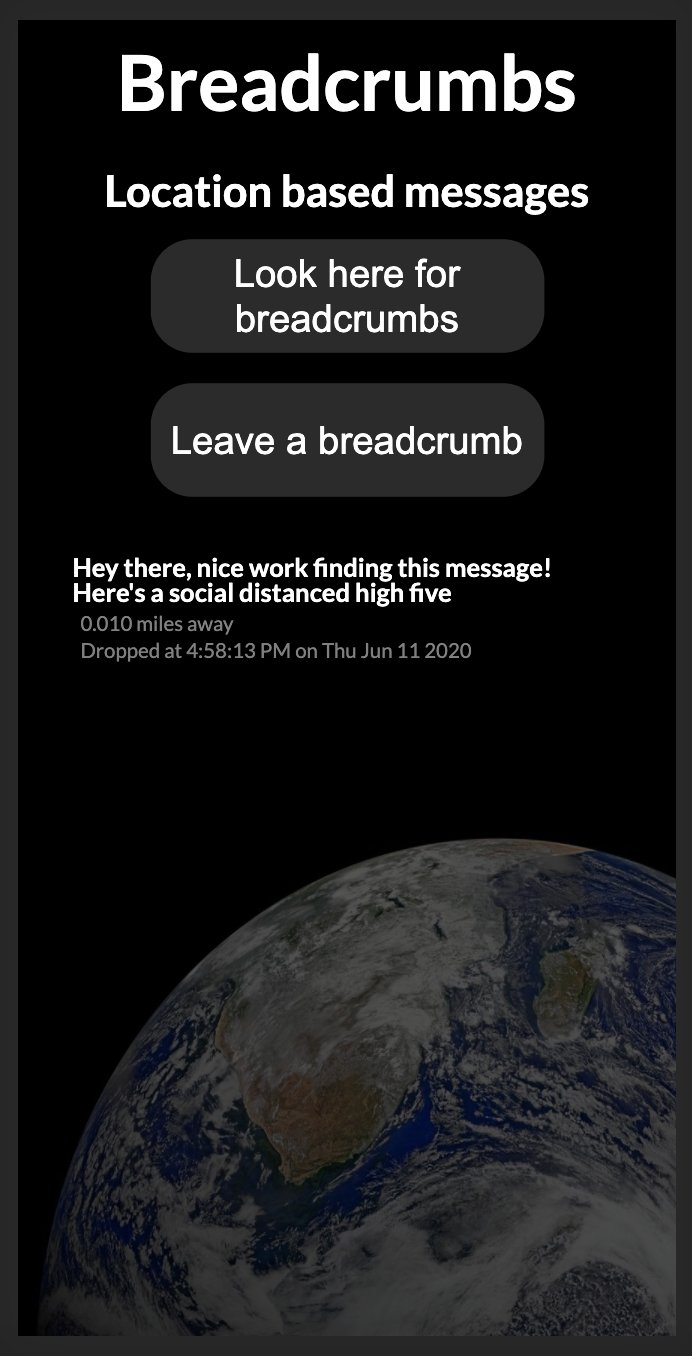 Breadcrumbs
Location based messages
Look here for
breadcrumbs
Leave a breadcrumb
Hey there, nice work finding this message!
Here's a social distanced high five
0.010 miles away
Dropped at 4:58:13 PM on Thu Jun 11 2020